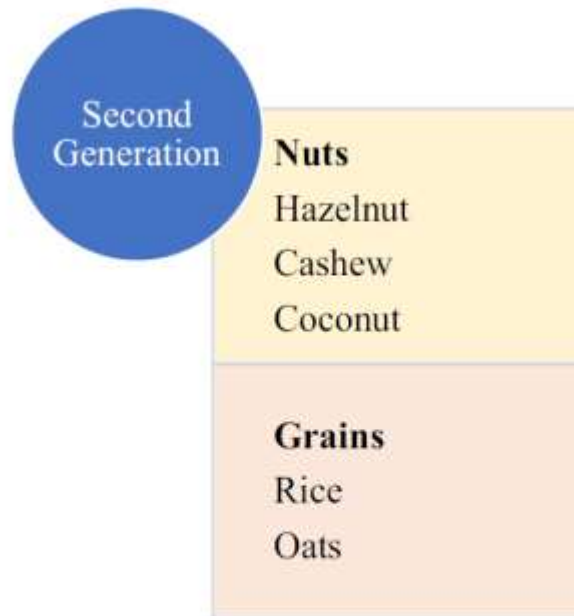 Second
Generation
Nuts
Hazelnut
Cashew
Coconut
Grains
Rice
Oats